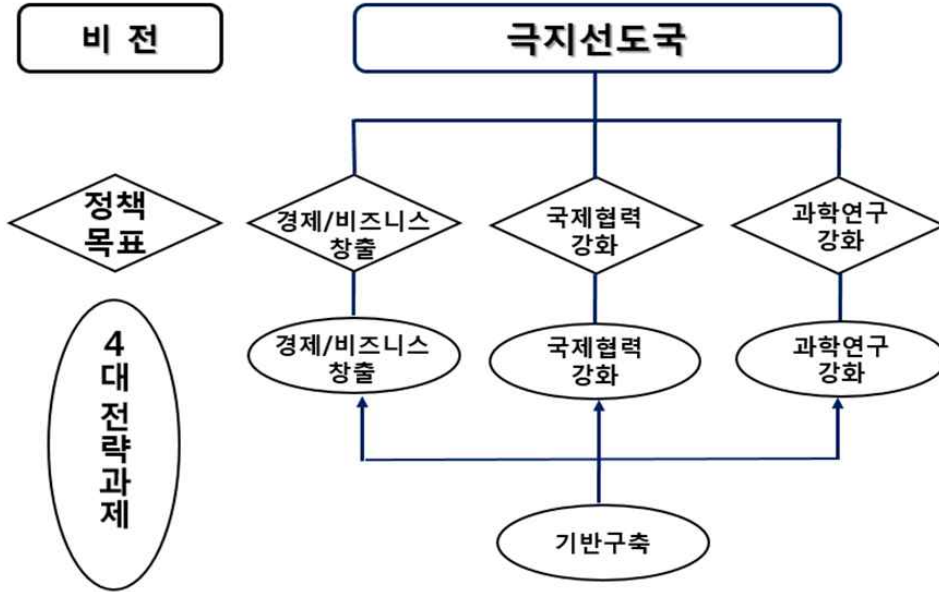 비 전
극지선도국
정책
목표
경제/비즈니스
창출
국제협력
강화
과학연구
강화
4
대
전
략
과
제
경제/비즈니스
창출
국제협력
강화
과학연구
강화
기반구축